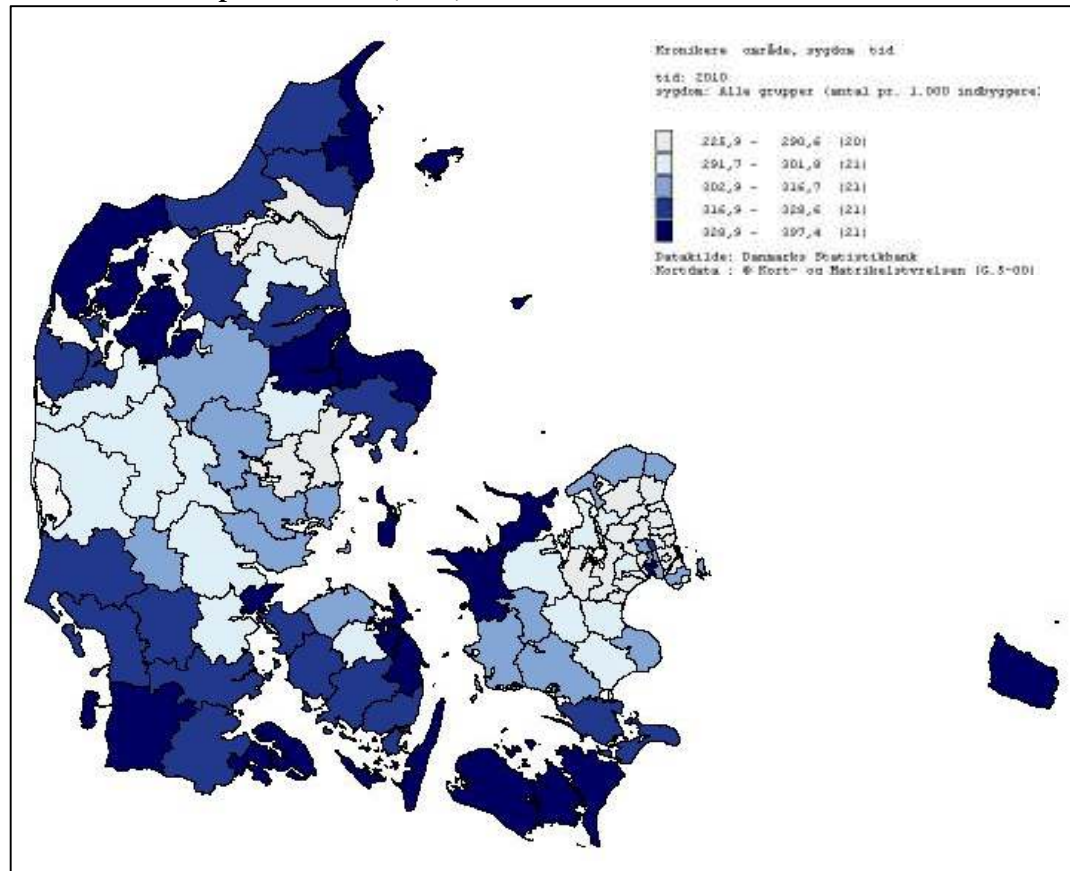 Kronikere område, sygdom tid
tid: 2010
sygdom: Alle grupper (antal pr. 1.000 indbyggere)
225,9 - 290,6 (20)
291,7 - 301,8 (21)
302,9 - 316,7 (21)
316,9 - 328,6 (21)
328,9 - 397,4 (21)
Datakilde: Danmarks Statistikbank
Kortdata : © Kort- og Matrikelstyrelsen (G.5-00)